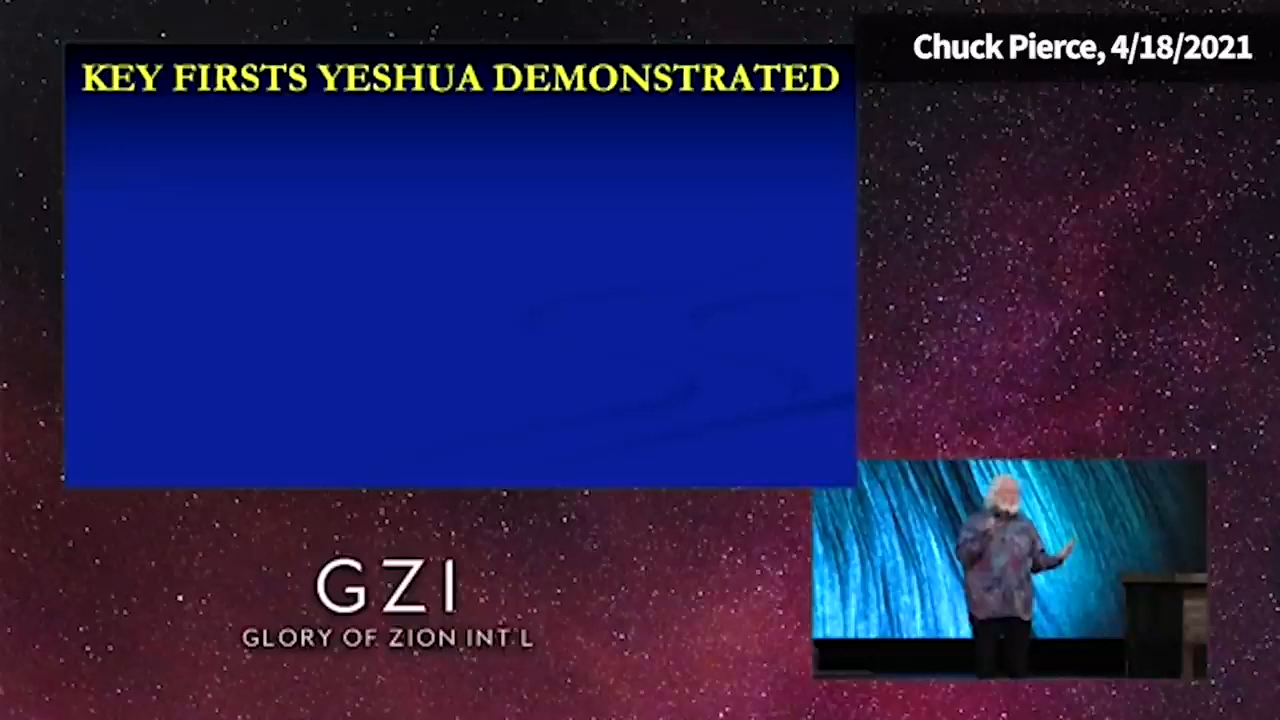 Chuck Pierce, 4/18/2021
KEY FIRSTS YESHUA DEMONSTRATED
GZI
GLORY OF ZION INT'L